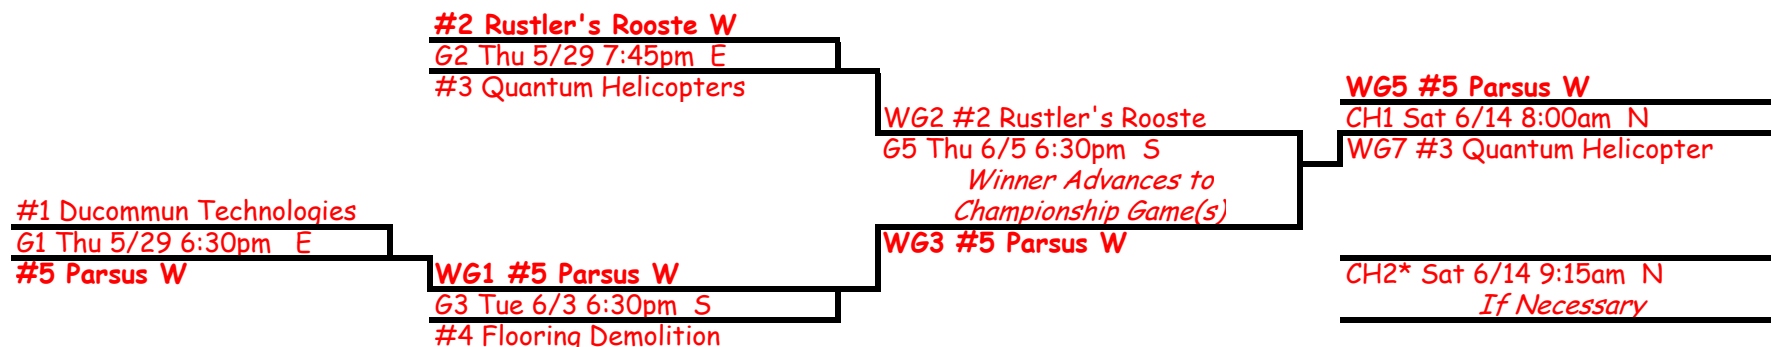 #2 Rustler's Rooste W
G2 Thu 5/29 7:45pm E
#3 Quantum Helicopters
WG5 #5 Parsus W
WG2 #2 Rustler's Rooste
CH1 Sat 6/14 8:00am N
G5 Thu 6/5 6:30pm S
WG7 #3 Quantum Helicopter
Winner Advances to
Championship Game(s)
#1 Ducommun Technologies
G1 Thu 5/29 6:30pm E
WG3 #5 Parsus W
#5 Parsus W
WG1 #5 Parsus W
CH2* Sat 6/14 9:15am N
G3 Tue 6/3 6:30pm S
If Necessary
#4 Flooring Demolition